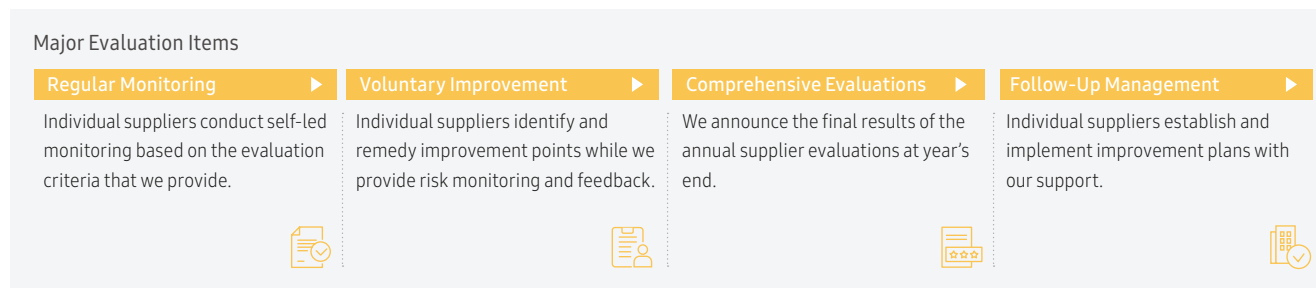 Major Evaluation Items
Regular Monitoring
Individual suppliers conduct self-led
monitoring based on the evaluation
criteria that we provide.
Voluntary Improvement
Individual suppliers identify and
remedy improvement points while we
provide risk monitoring and feedback.
Comprehensive Evaluations
We announce the final results of the
annual supplier evaluations at year's
end.
Follow-Up Management
Individual suppliers establish and
implement improvement plans with
our support.